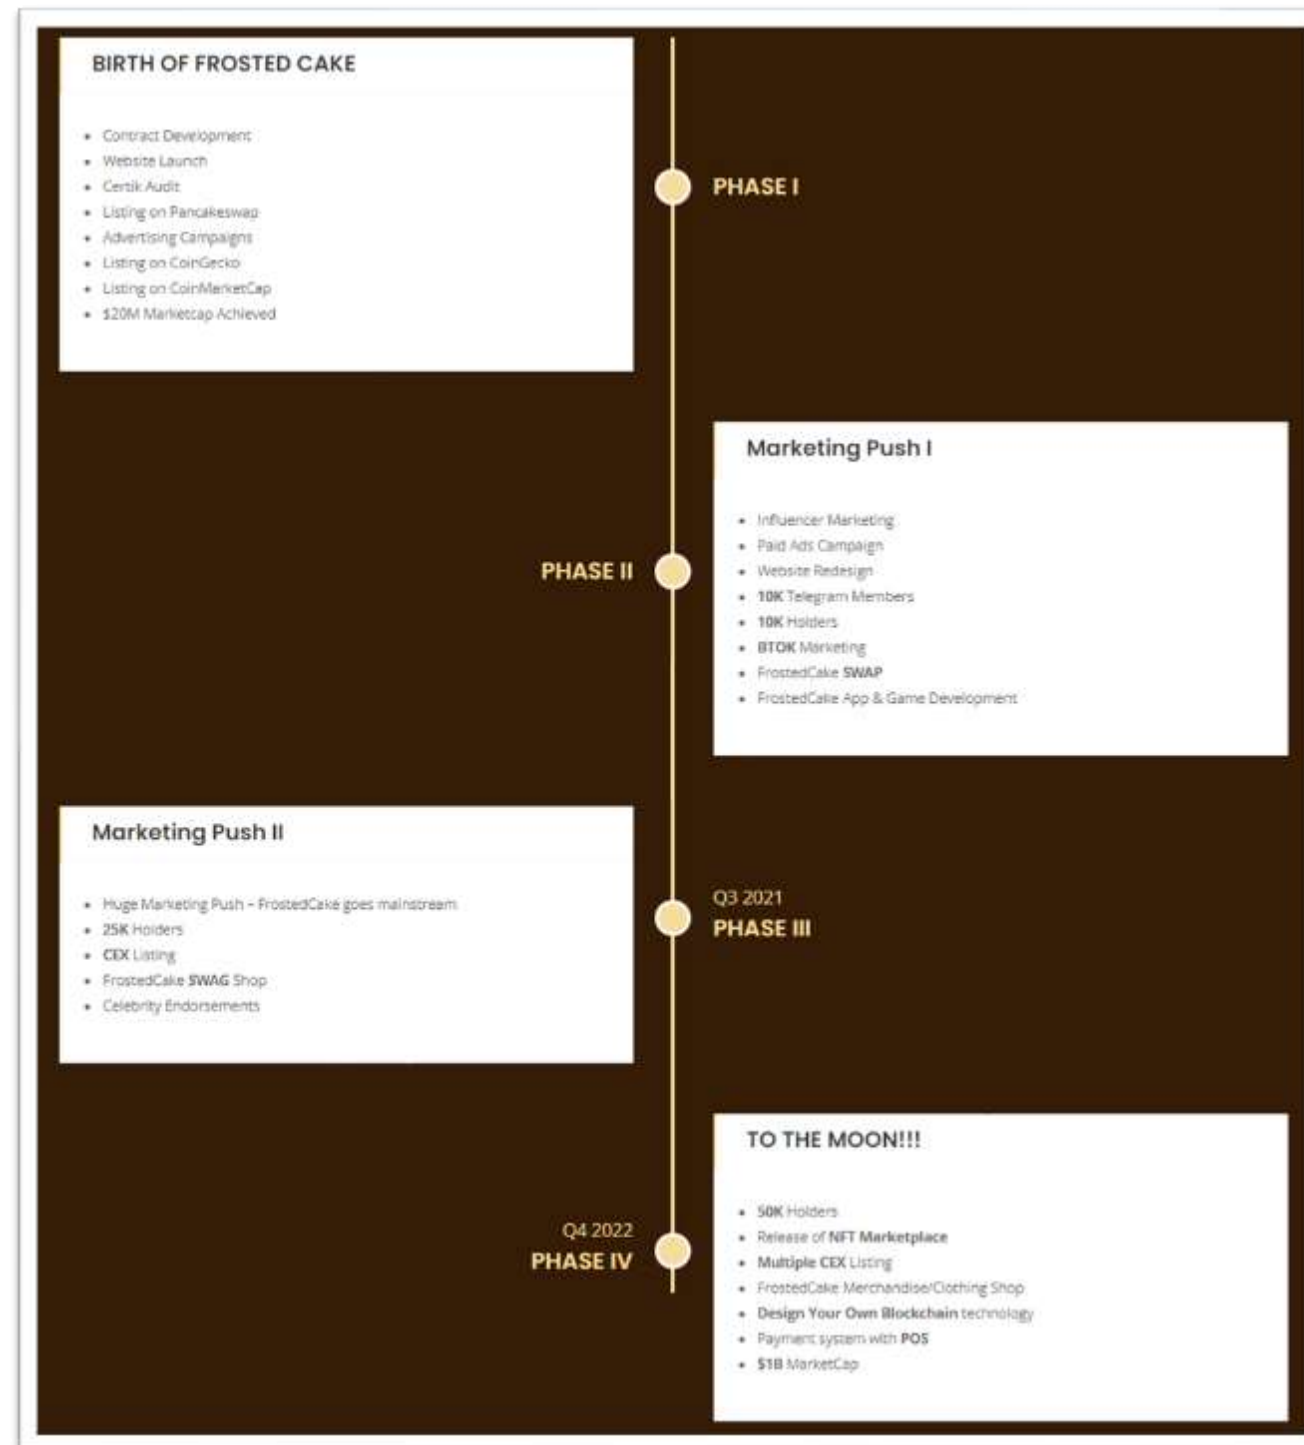 BIRTH OF FROSTED CAKE
• Contract Development
• Website Launch
• Certik Audit
• Listing on Pancakeswap
• Advertising Campaigns
• Listing on CoinGecko
• Listing on CoinMarketCap
• $20M Marketcap Achieved
PHASE I
PHASE II
Marketing Push I
• Influencer Marketing
• Paid Ads Campaign
• Website Redesign
• 10K Telegram Members
• 10K Holders
• BTOK Marketing
• FrostedCake SWAP
• FrostedCake App & Game Development
Marketing Push II
• Huge Marketing Push – FrostedCake goes mainstream
• 25K Holders
• CEX Listing
• FrostedCake SWAG Shop
• Celebrity Endorsements
Q3 2021
PHASE III
Q4 2022
PHASE IV
TO THE MOON!!!
• 50K Holders
• Release of NFT Marketplace
• Multiple CEX Listing
• FrostedCake Merchandise/Clothing Shop
• Design Your Own Blockchain technology
• Payment system with POS
• $1B MarketCap